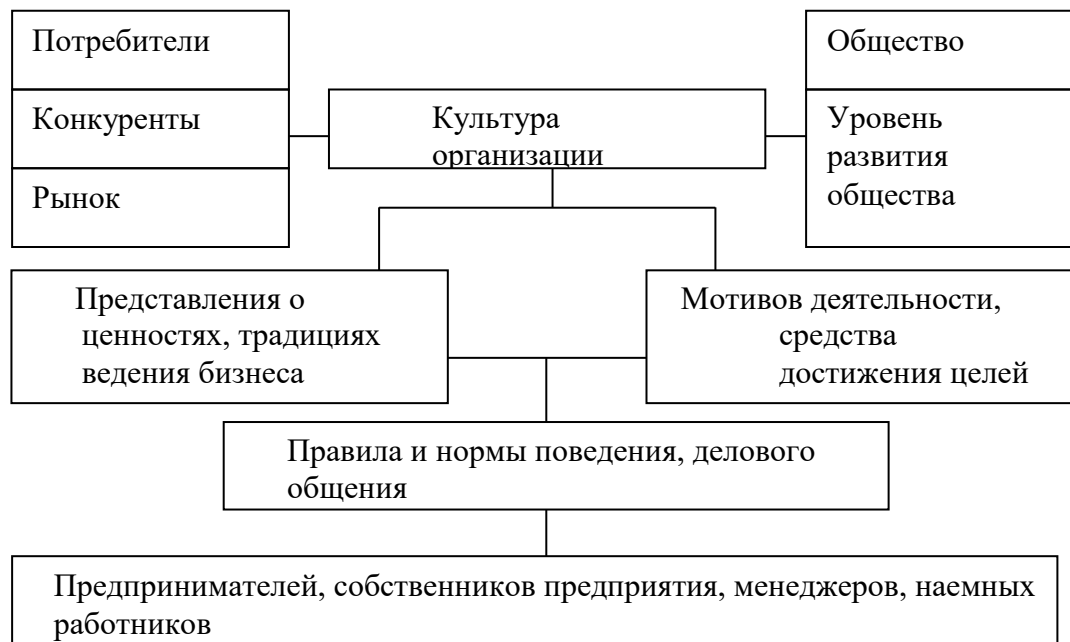 Потребители
Конкуренты
Рынок
Культура
организации
Общество
Уровень
развития
общества
Представления о
ценностях, традициях
ведения бизнеса
Мотивов деятельности,
средства
достижения целей
Правила и нормы поведения, делового
общения
Предпринимателей, собственников предприятия, менеджеров, наемных
работников